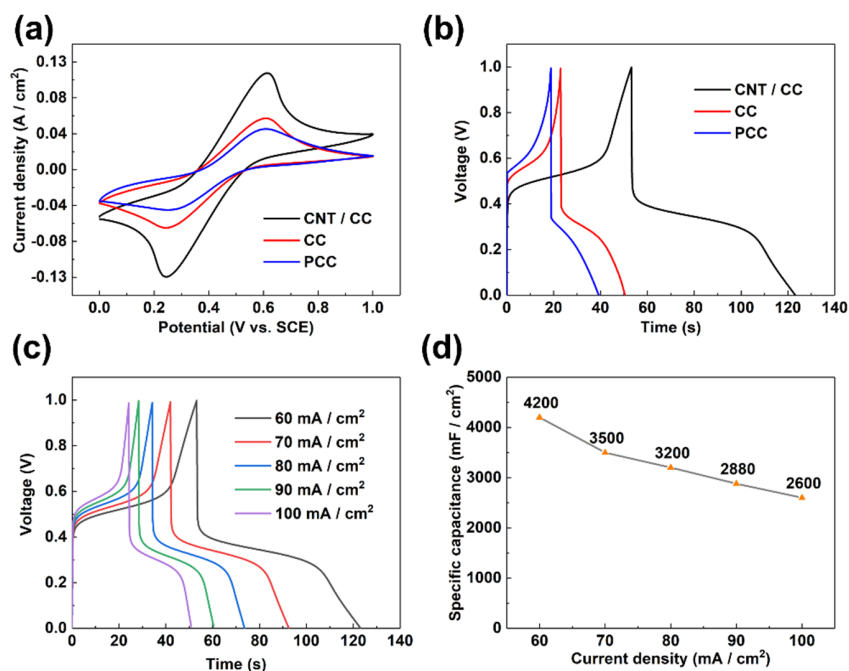 (a)
0.13
0.08
0.04
0.00
-0.04
-0.08
-0.13
Current density (A / cm²)
CNT / CC
CC
PCC
0.0 0.2 0.4 0.6 0.8 1.0
Potential (V vs. SCE)
(b)
1.0
0.8
0.6
0.4
0.2
0.0
Voltage (V)
CNT / CC
CC
PCC
0 20 40 60 80 100 120 140
Time (s)
(c)
1.0
0.8
0.6
0.4
0.2
0.0
Voltage (V)
60 mA / cm²
70 mA / cm²
80 mA / cm²
90 mA / cm²
100 mA / cm²
0 20 40 60 80 100 120 140
Time (s)
(d)
5000
4000
3000
2000
1000
0
Specific capacitance (mF / cm²)
4200
3500
3200
2880
2600
60 70 80 90 100
Current density (mA / cm²)